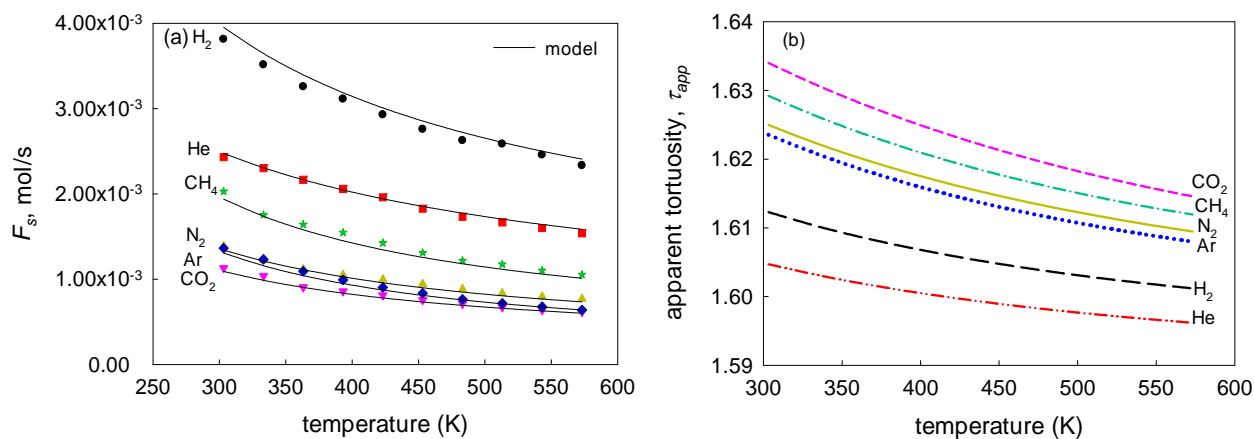 (a)
H2
model
He
CH4
N2
Ar
CO2
4.00x10-3
3.00x10-3
2.00x10-3
1.00x10-3
0.00
250 300 350 400 450 500 550 600
temperature (K)
Fs, mol/s
(b)
1.64
1.63
1.62
1.61
1.60
1.59
CO2
CH4
N2
Ar
H2
He
300 350 400 450 500 550 600
temperature (K)
apparent tortuosity, τapp